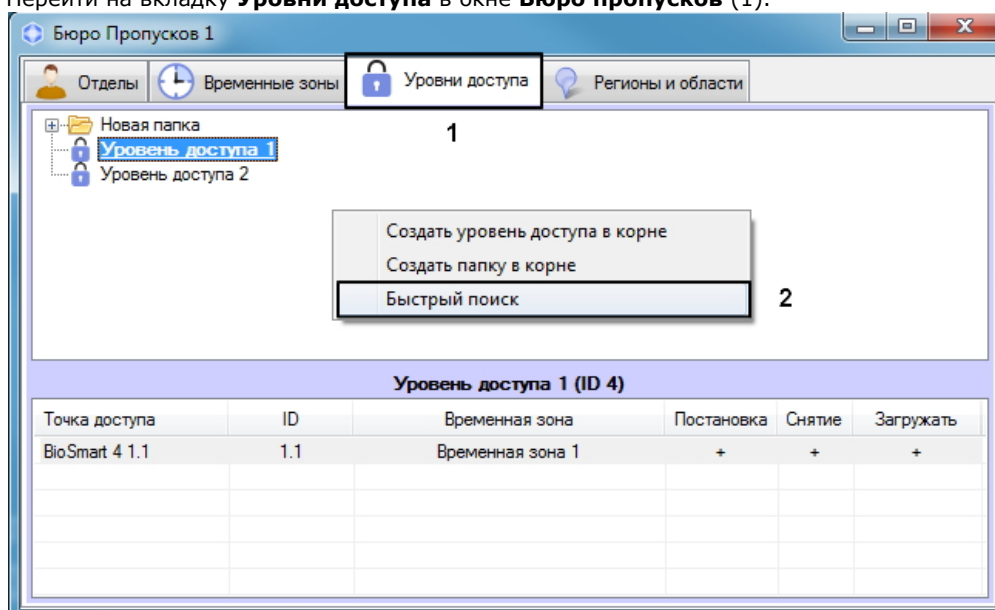 Перейти на вкладку Уровни доступа в окне Бюро пропусков (1).
Бюро Пропусков 1
Отделы Временные зоны Уровни доступа Регионы и области
1
Новая папка
Уровень доступа 1
Уровень доступа 2
Создать уровень доступа в корне
Создать папку в корне
Быстрый поиск 2
Уровень доступа 1 (ID 4)
Точка доступа ID Временная зона Постановка Снятие Загружать
BioSmart 4 1.1 1.1 Временная зона 1 + + +